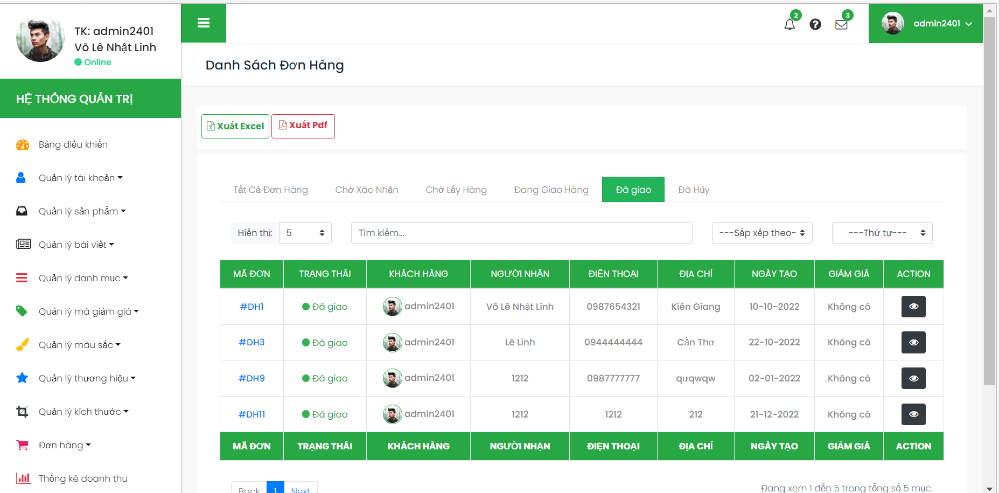 TK: admin2401
Võ Lê Nhật Linh
Online
2
3
admin2401
HỆ THỐNG QUẢN TRỊ
Bảng điều khiển
Quản lý tài khoản
Quản lý sản phẩm
Quản lý bài viết
Quản lý danh mục
Quản lý mã giảm giá
Quản lý màu sắc
Quản lý thương hiệu
Quản lý kích thước
Đơn hàng
Thống kê doanh thu
Danh Sách Đơn Hàng
Xuất Excel Xuất Pdf
Tất Cả Đơn Hàng Chờ Xác Nhận Chờ Lấy Hàng Đang Giao Hàng Đã giao Đã Hủy
Hiển thị: 5 Tìm kiếm... ---Sắp xếp theo- ---Thứ tự---
MÃ ĐƠN TRẠNG THÁI KHÁCH HÀNG NGƯỜI NHẬN ĐIỆN THOẠI ĐỊA CHỈ NGÀY TẠO GIẢM GIÁ ACTION
#DH1 Đã giao admin2401 Võ Lê Nhật Linh 0987654321 Kiên Giang 10-10-2022 Không có
#DH3 Đã giao admin2401 Lê Linh 0944444444 Cần Thơ 22-10-2022 Không có
#DH9 Đã giao admin2401 1212 0987777777 qưqwqw 02-01-2022 Không có
#DH11 Đã giao admin2401 1212 1212 212 21-12-2022 Không có
MÃ ĐƠN TRẠNG THÁI KHÁCH HÀNG NGƯỜI NHẬN ĐIỆN THOẠI ĐỊA CHỈ NGÀY TẠO GIẢM GIÁ ACTION
Back 1 Next
Đang xem 1 đến 5 trong tổng số 5 mục.